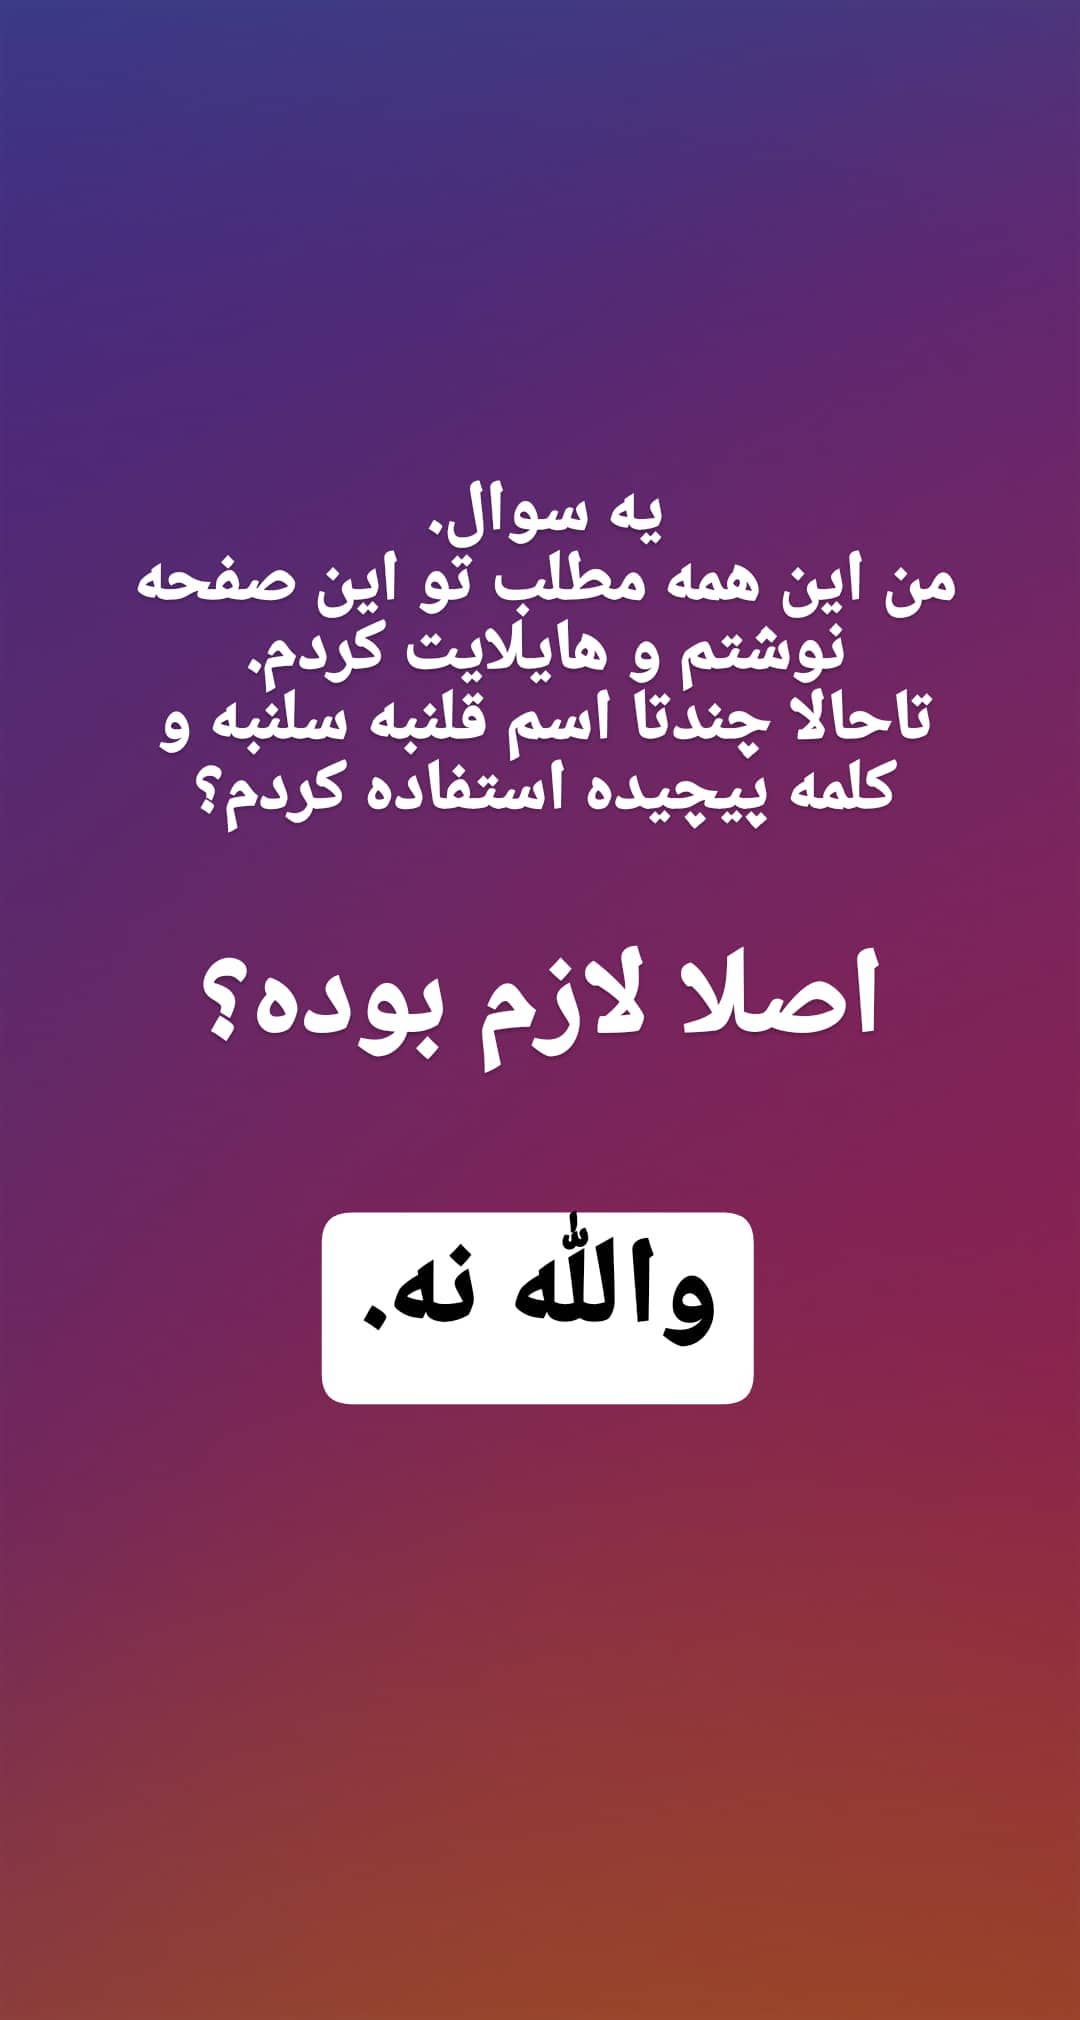 یه سوال.
من این همه مطلب تو این صفحه
نوشتم و هایلایت کردم.
تاحالا چندتا اسم قلنبه سلنبه و
کلمه پیچیده استفاده کردم؟
اصلا لازم بوده؟
والله نه.